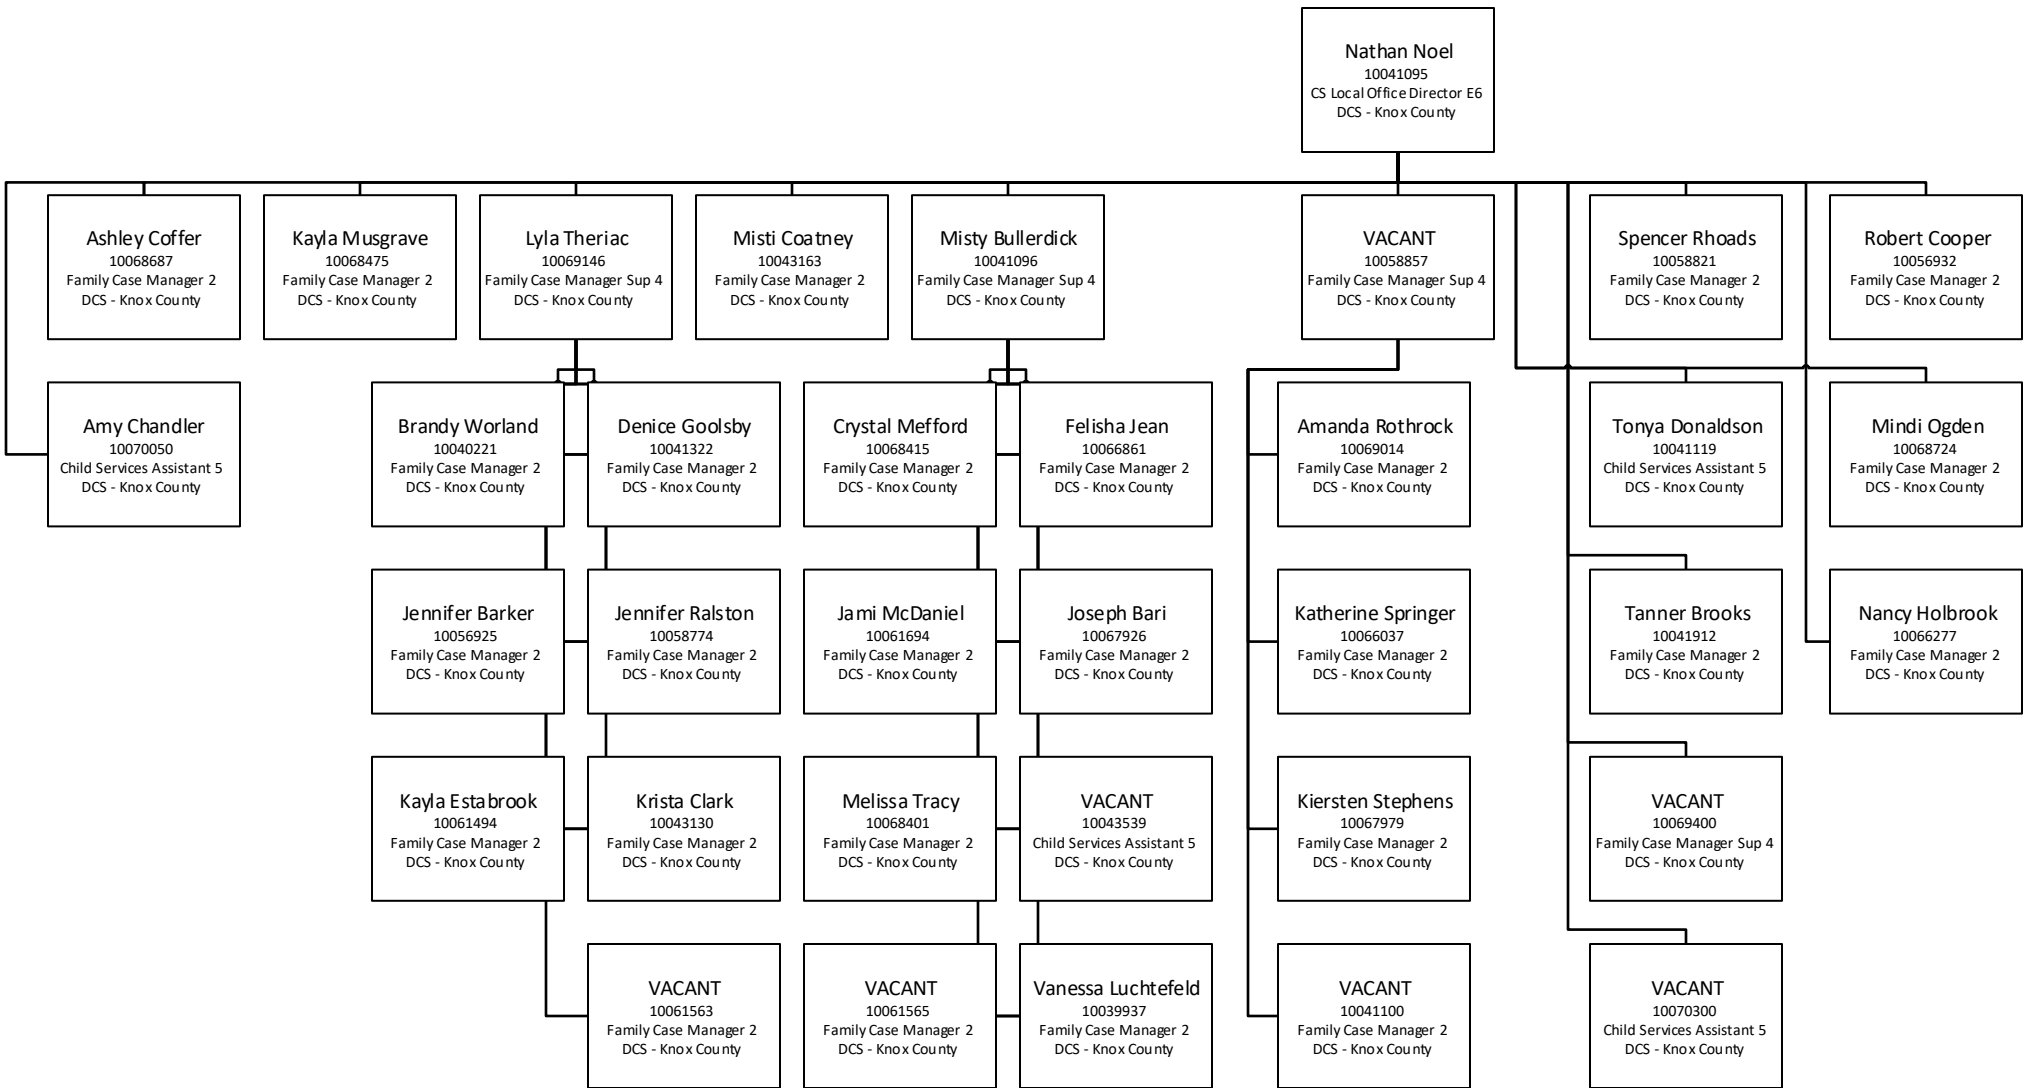 Nathan Noel
10041095
CS Local Office Director E6
DCS - Knox County
Ashley Coffer
10068687
Family Case Manager 2
DCS - Knox County
Kayla Musgrave
10068475
Family Case Manager 2
DCS - Knox County
Lyla Theriac
10069146
Family Case Manager Sup 4
DCS - Knox County
Misti Coatney
10043163
Family Case Manager 2
DCS - Knox County
Misty Bullerdick
10041096
Family Case Manager Sup 4
DCS - Knox County
VACANT
10058857
Family Case Manager Sup 4
DCS - Knox County
Spencer Rhoads
10058821
Family Case Manager 2
DCS - Knox County
Robert Cooper
10056932
Family Case Manager 2
DCS - Knox County
Amy Chandler
10070050
Child Services Assistant 5
DCS - Knox County
Brandy Worland
10040221
Family Case Manager 2
DCS - Knox County
Denice Goolsby
10041322
Family Case Manager 2
DCS - Knox County
Crystal Mefford
10068415
Family Case Manager 2
DCS - Knox County
Felisha Jean
10066861
Family Case Manager 2
DCS - Knox County
Amanda Rothrock
10069014
Family Case Manager 2
DCS - Knox County
Tonya Donaldson
10041119
Child Services Assistant 5
DCS - Knox County
Mindi Ogden
10068724
Family Case Manager 2
DCS - Knox County
Jennifer Barker
10056925
Family Case Manager 2
DCS - Knox County
Jennifer Ralston
10058774
Family Case Manager 2
DCS - Knox County
Jami McDaniel
10061694
Family Case Manager 2
DCS - Knox County
Joseph Bari
10067926
Family Case Manager 2
DCS - Knox County
Katherine Springer
10066037
Family Case Manager 2
DCS - Knox County
Tanner Brooks
10041912
Family Case Manager 2
DCS - Knox County
Nancy Holbrook
10066277
Family Case Manager 2
DCS - Knox County
Kayla Estabrook
10061494
Family Case Manager 2
DCS - Knox County
Krista Clark
10043130
Family Case Manager 2
DCS - Knox County
Melissa Tracy
10068401
Family Case Manager 2
DCS - Knox County
VACANT
10043539
Child Services Assistant 5
DCS - Knox County
Kiersten Stephens
10067979
Family Case Manager 2
DCS - Knox County
VACANT
10069400
Family Case Manager Sup 4
DCS - Knox County
VACANT
10061563
Family Case Manager 2
DCS - Knox County
VACANT
10061565
Family Case Manager 2
DCS - Knox County
Vanessa Luchtefeld
10039937
Family Case Manager 2
DCS - Knox County
VACANT
10041100
Family Case Manager 2
DCS - Knox County
VACANT
10070300
Child Services Assistant 5
DCS - Knox County